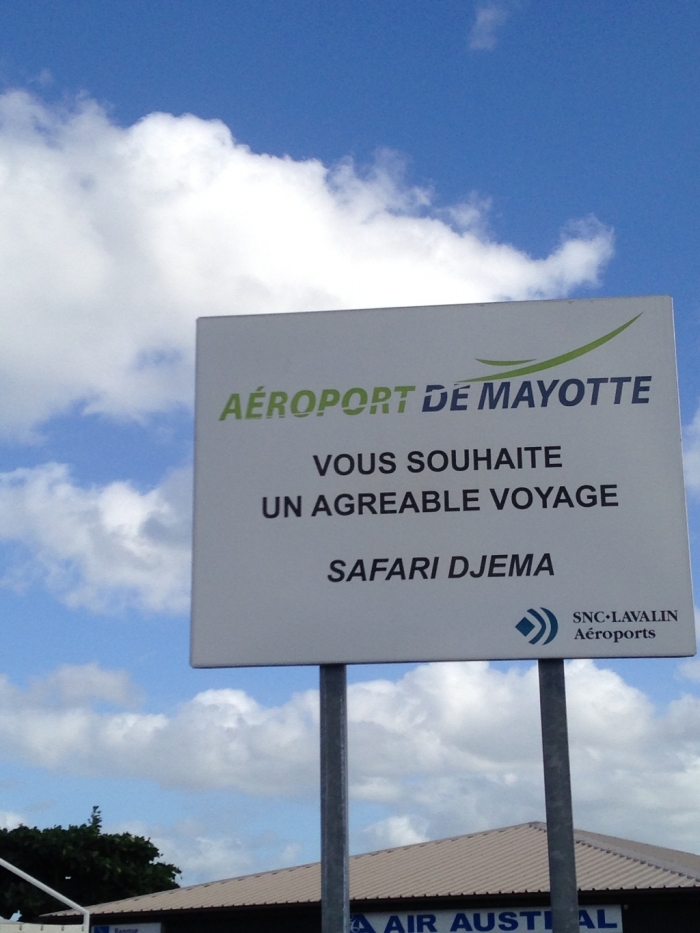 AÉROPORT DE MAYOTTE
VOUS SOUHAITE
UN AGREABLE VOYAGE
SAFARI DJEMA
SNC·LAVALIN
Aéroports
AIR AUSTRAL